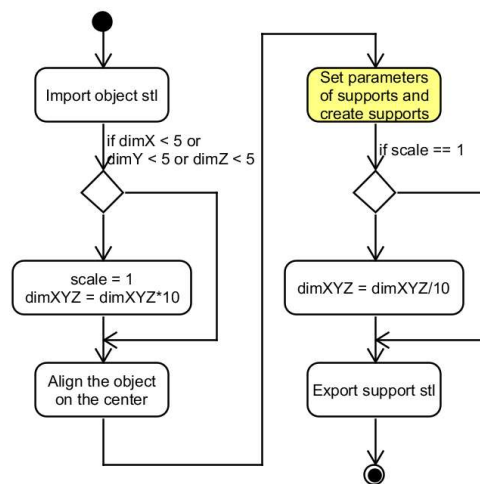 Import object stl
if dimX < 5 or
dimY < 5 or dimZ < 5
scale = 1
dimXYZ = dimXYZ*10
Align the object
on the center
Set parameters
of supports and
create supports
if scale == 1
dimXYZ = dimXYZ/10
Export support stl